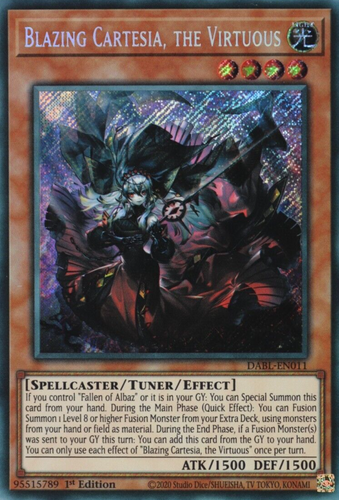 BLAZING CARTESIA, THE VIRTUOUS
光
DABL-EN011
[SPELLCASTER/TUNER/EFFECT]
If you control "Fallen of Albaz" or it is in your GY: You can Special Summon this
card from your hand. During the Main Phase (Quick Effect): You can Fusion
Summon 1 Level 8 or higher Fusion Monster from your Extra Deck, using monsters
from your hand or field as material. During the End Phase, if a Fusion Monster(s)
was sent to your GY this turn: You can add this card from the GY to your hand.
You can only use each effect of "Blazing Cartesia, the Virtuous" once per turn.
ATK/1500 DEF/1500
95515789 1st Edition ©2020 Studio Dice/SHUEISHA, TV TOKYO, KONAMI